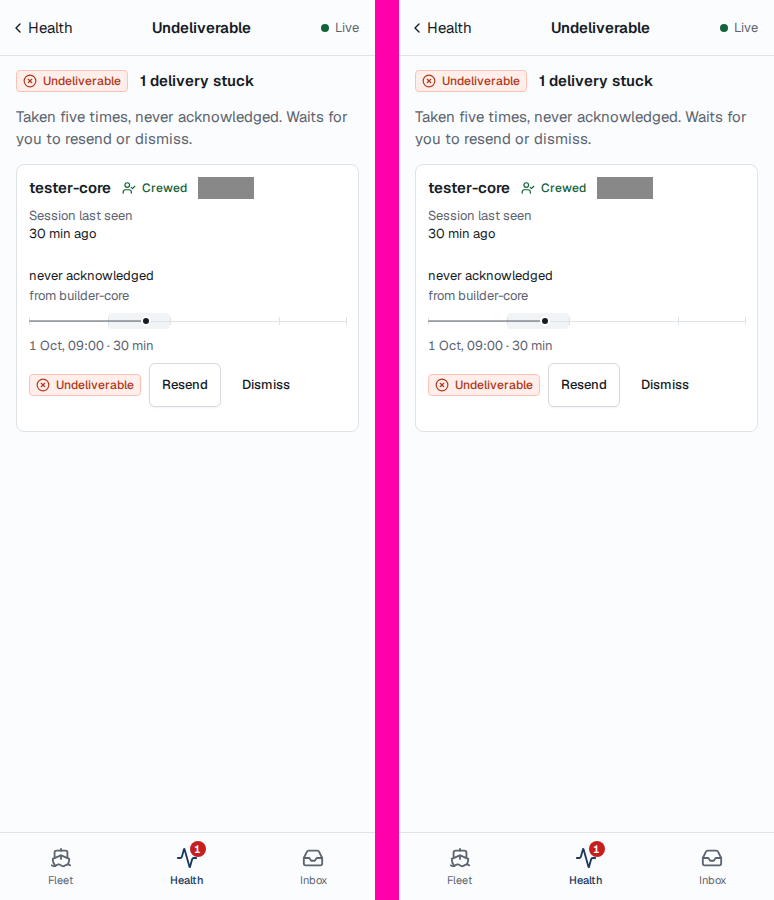 Health Undeliverable Live
Undeliverable 1 delivery stuck
Taken five times, never acknowledged. Waits for
you to resend or dismiss.
tester-core Crewed
Session last seen
30 min ago
never acknowledged
from builder-core
1 Oct, 09:00 · 30 min
Undeliverable Resend Dismiss
1
Fleet Health Inbox
Health Undeliverable Live
Undeliverable 1 delivery stuck
Taken five times, never acknowledged. Waits for
you to resend or dismiss.
tester-core Crewed
Session last seen
30 min ago
never acknowledged
from builder-core
1 Oct, 09:00 · 30 min
Undeliverable Resend Dismiss
1
Fleet Health Inbox